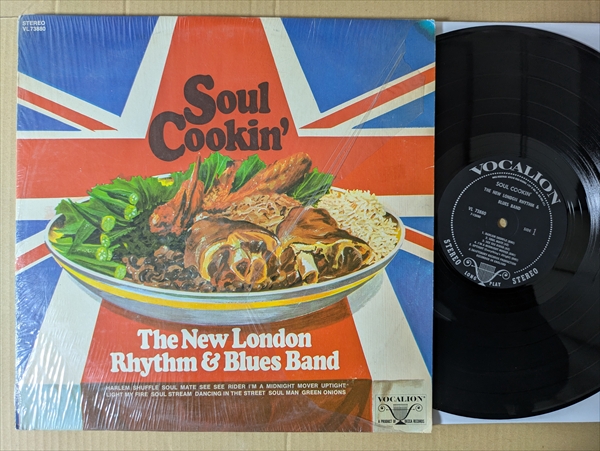 STEREO
VL 73880
Soul
Cookin'
The New London
Rhythm & Blues Band
HARLEM SHUFFLE SOUL MATE SEE SEE RIDER I'M A MIDNIGHT MOVER UPTIGHT
LIGHT MY FIRE SOUL STREAM DANCING IN THE STREET SOUL MAN GREEN ONIONS
VOCALION
A PRODUCT OF DECCA RECORDS
VOCALION
SOUL COOKIN'
THE NEW LONDON RHYTHM &
BLUES BAND
VL 73880
SIDE 1
STEREO
STEREO
LONG PLAY